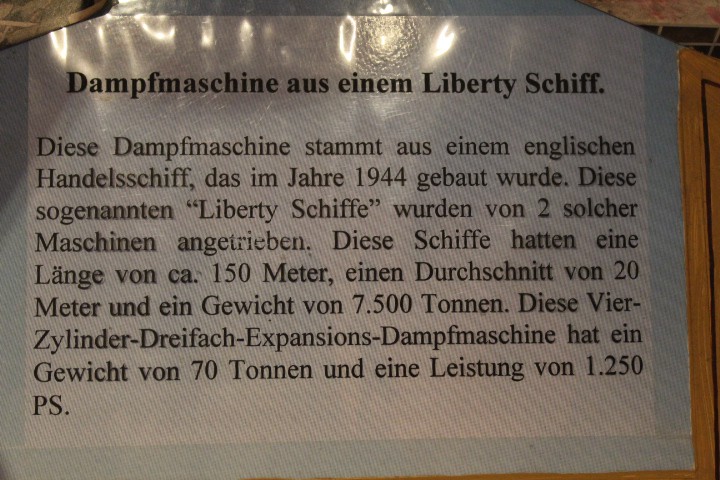 Dampfmaschine aus einem Liberty Schiff.
Diese Dampfmaschine stammt aus einem englischen
Handelsschiff, das im Jahre 1944 gebaut wurde. Diese
sogenannten “Liberty Schiffe” wurden von 2 solcher
Maschinen angetrieben. Diese Schiffe hatten eine
Länge von ca. 150 Meter, einen Durchschnitt von 20
Meter und ein Gewicht von 7.500 Tonnen. Diese Vier-
Zylinder-Dreifach-Expansions-Dampfmaschine hat ein
Gewicht von 70 Tonnen und eine Leistung von 1.250
PS.